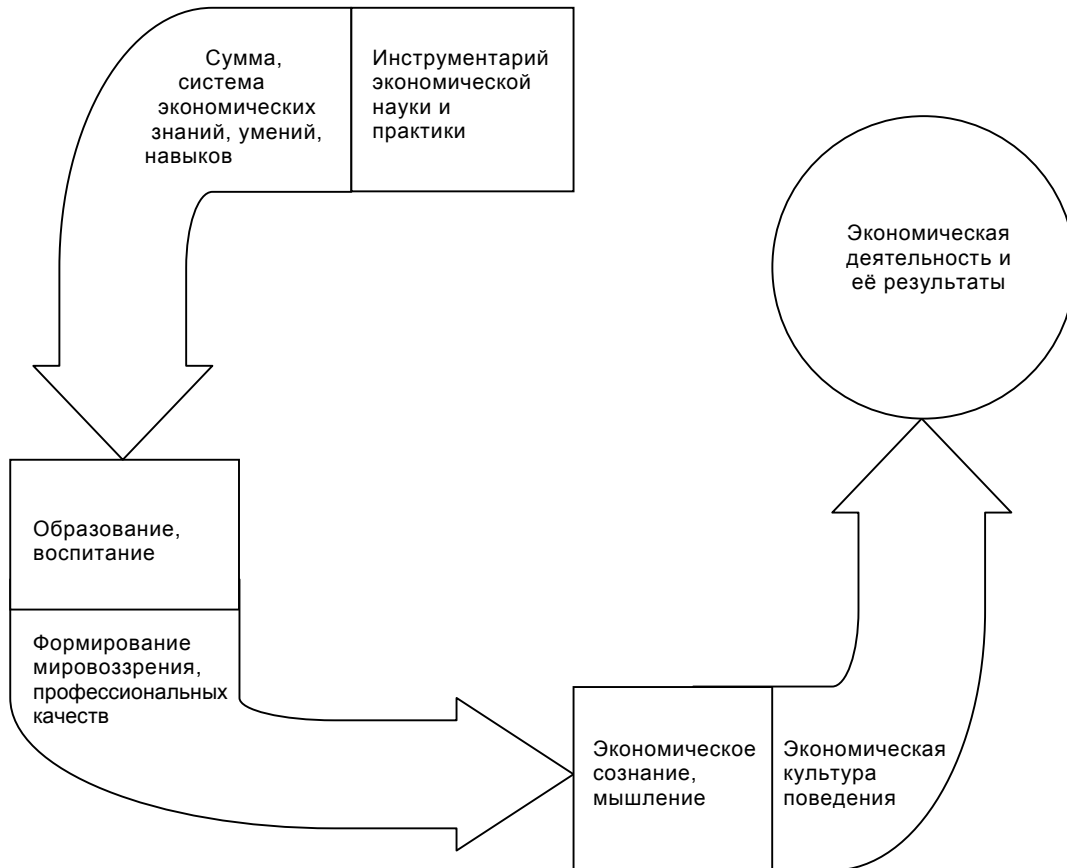 Сумма,
система
экономических
знаний, умений,
навыков
Инструментарий
экономической
науки и
практики
Экономическая
деятельность и
её результаты
Образование,
воспитание
Формирование
мировоззрения,
профессиональных
качеств
Экономическое
сознание,
мышление
Экономическая
культура
поведения